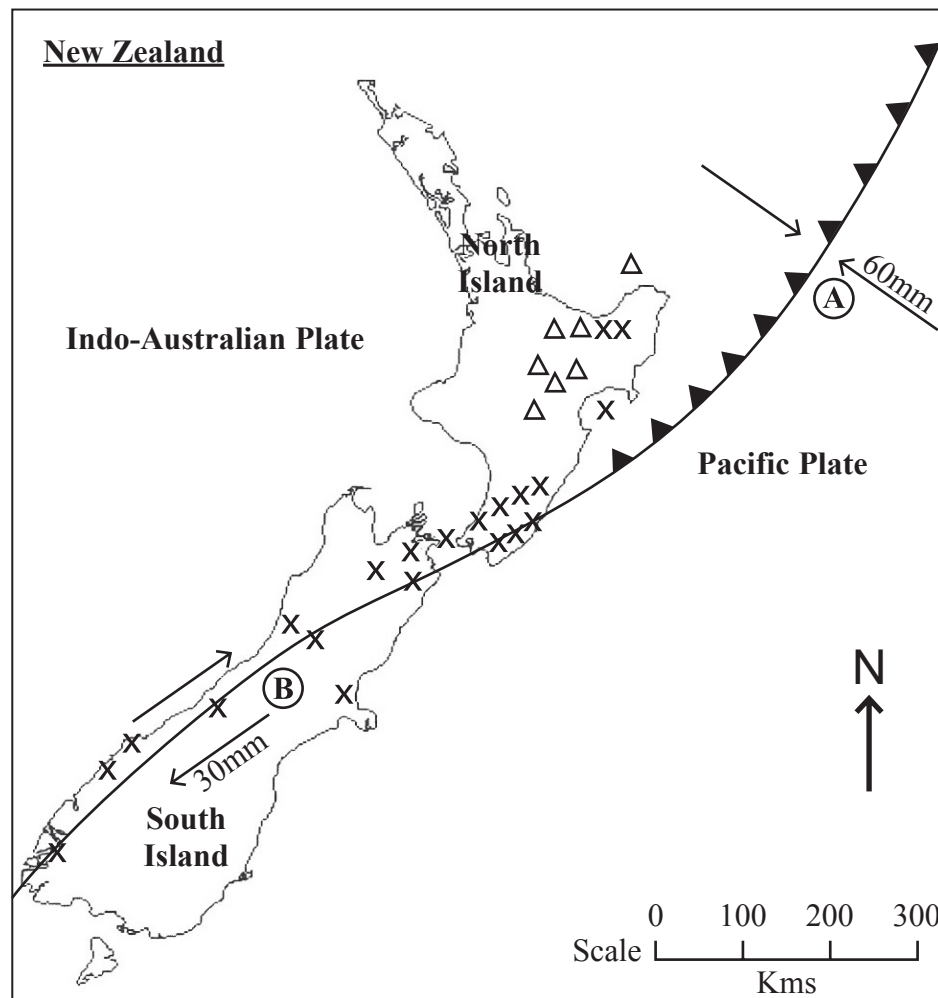 New Zealand
North
Island
60mm
A
Indo-Australian Plate
X X
X
Pacific Plate
X
X
X
X
X
X
X
X
X
X
X
X
X
X
B
X
X
X
30mm
X
South
Island
X
N
0 100 200 300
Scale
Kms